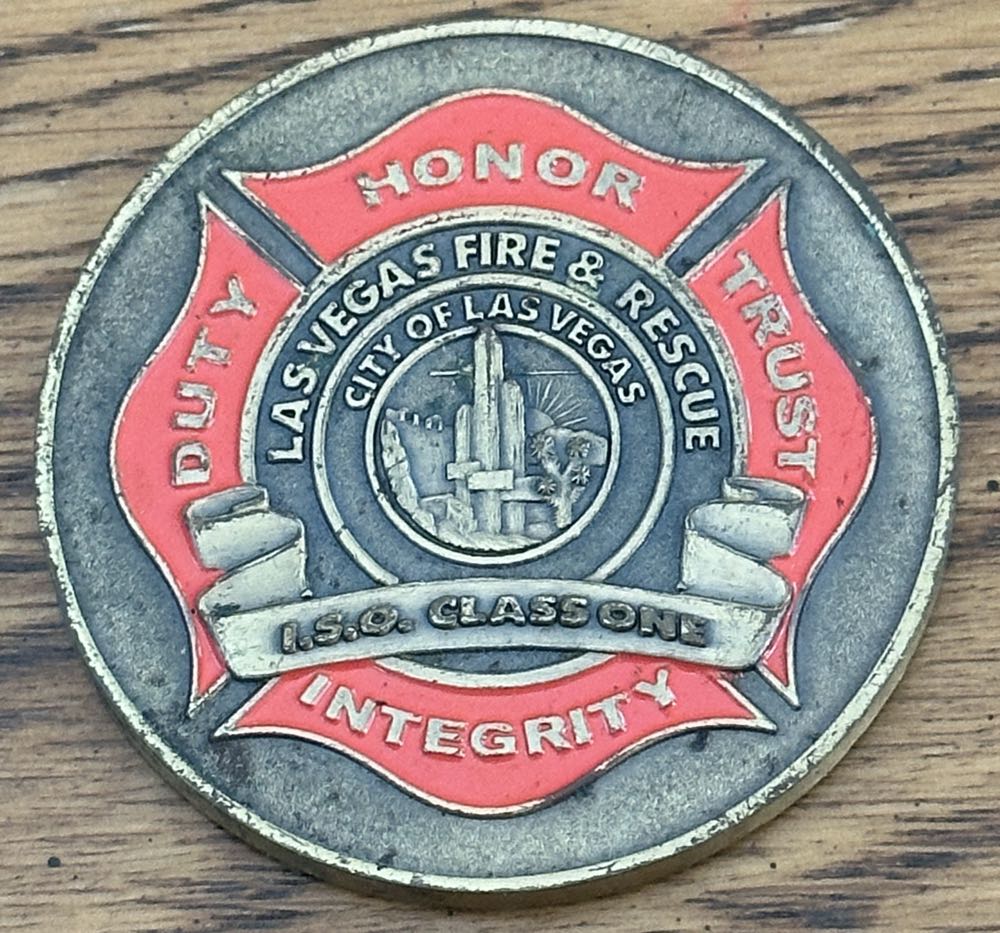 HONOR
DUTY
TRUST
LAS VEGAS FIRE & RESCUE
CITY OF LAS VEGAS
I.S.O. CLASS ONE
INTEGRITY